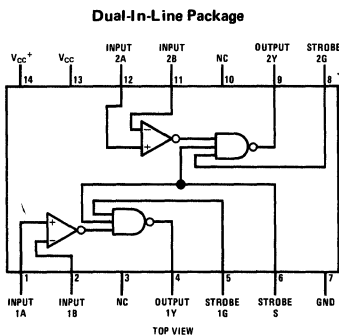 Dual-In-Line Package
VCC+ VCC INPUT 2A INPUT 2B NC OUTPUT 2Y STROBE 2G
14 13 12 11 10 9 8
− +
+ −
1 2 3 4 5 6 7
INPUT 1A INPUT 1B NC OUTPUT 1Y STROBE 1G STROBE S GND
TOP VIEW